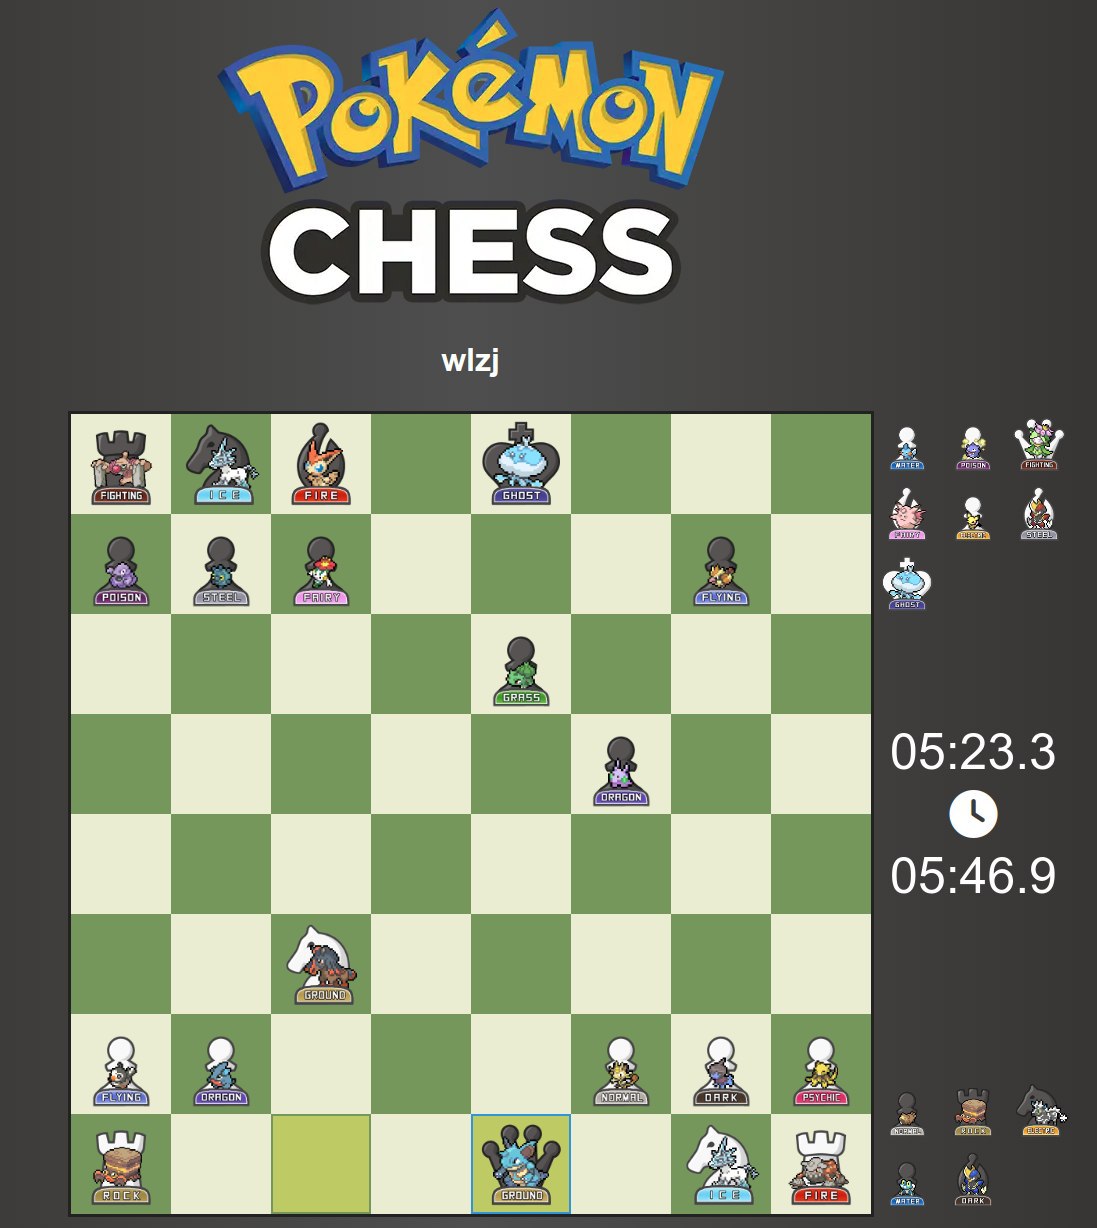 POKéMON
CHESS
wlzj
FIGHTING ICE FIRE GHOST
WATER POISON FIGHTING
POISON STEEL FAIRY FLYING
FAIRY STEEL
GHOST
GRASS
DRAGON
05:23.3
05:46.9
GROUND
FLYING DRAGON NORMAL DARK PSYCHIC
NORMAL ROCK ELECTRIC
ROCK GROUND ICE FIRE
WATER DARK